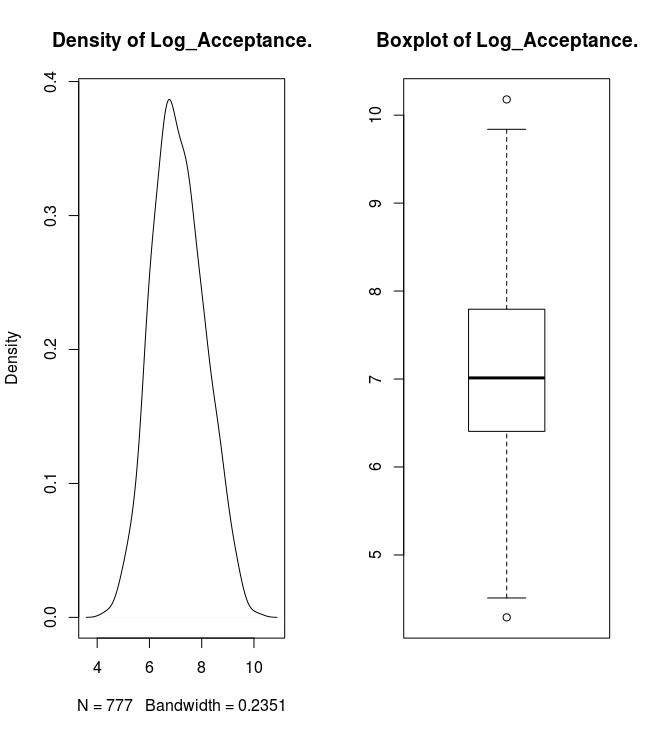 Density of Log_Acceptance.
Density
0.0
0.1
0.2
0.3
0.4
4 6 8 10
N = 777 Bandwidth = 0.2351
Boxplot of Log_Acceptance.
5
6
7
8
9
10